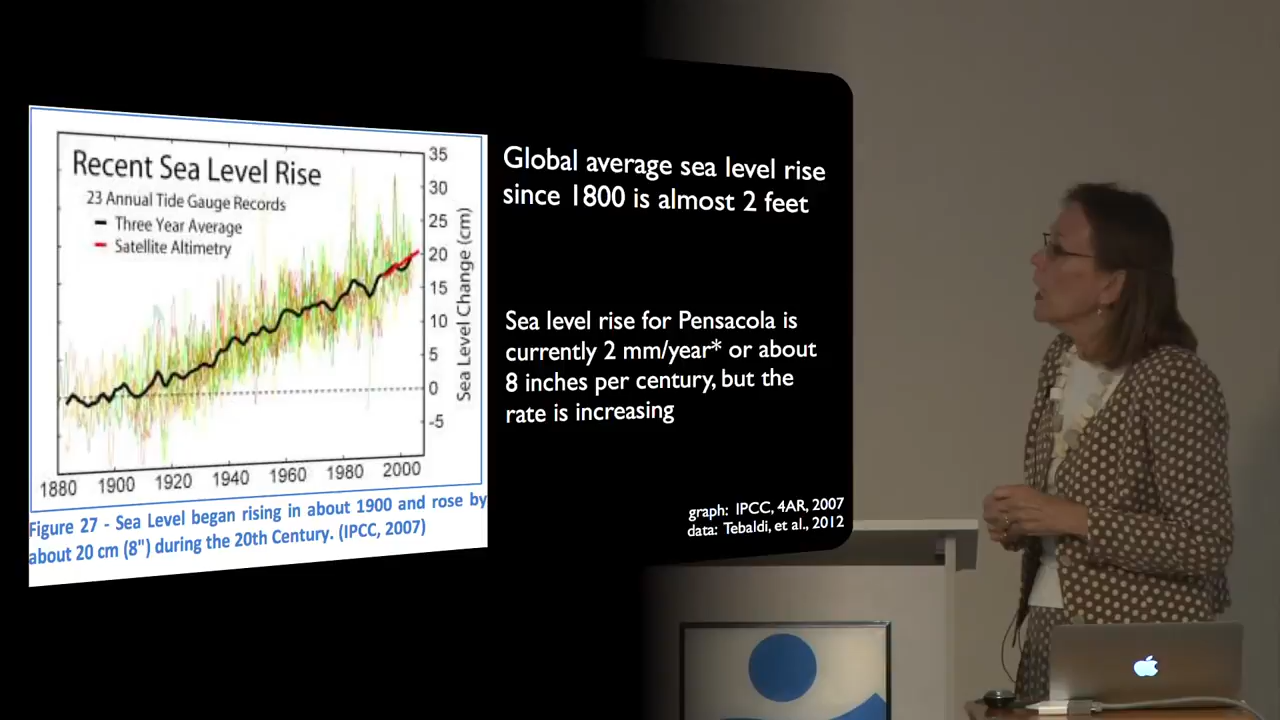 Recent Sea Level Rise
23 Annual Tide Gauge Records
Three Year Average
Satellite Altimetry
35
30
25
20
15
10
5
0
-5
Sea Level Change (cm)
1880 1900 1920 1940 1960 1980 2000
Figure 27 - Sea Level began rising in about 1900 and rose by
about 20 cm (8") during the 20th Century. (IPCC, 2007)
Global average sea level rise
since 1800 is almost 2 feet
Sea level rise for Pensacola is
currently 2 mm/year* or about
8 inches per century, but the
rate is increasing
graph: IPCC, 4AR, 2007
data: Tebaldi, et al., 2012